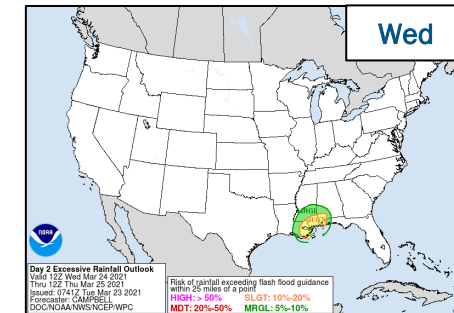 Wed
MRGL
SLGT
NOAA
Day 2 Excessive Rainfall Outlook
Valid 12Z Wed Mar 24 2021
Thru 12Z Thu Mar 25 2021
Issued: 0741Z Tue Mar 23 2021
Forecaster: CAMPBELL
DOC/NOAA/NWS/NCEP/WPC
Risk of rainfall exceeding flash flood guidance
within 25 miles of a point
HIGH: > 50% SLGT: 10%-20%
MDT: 20%-50% MRGL: 5%-10%